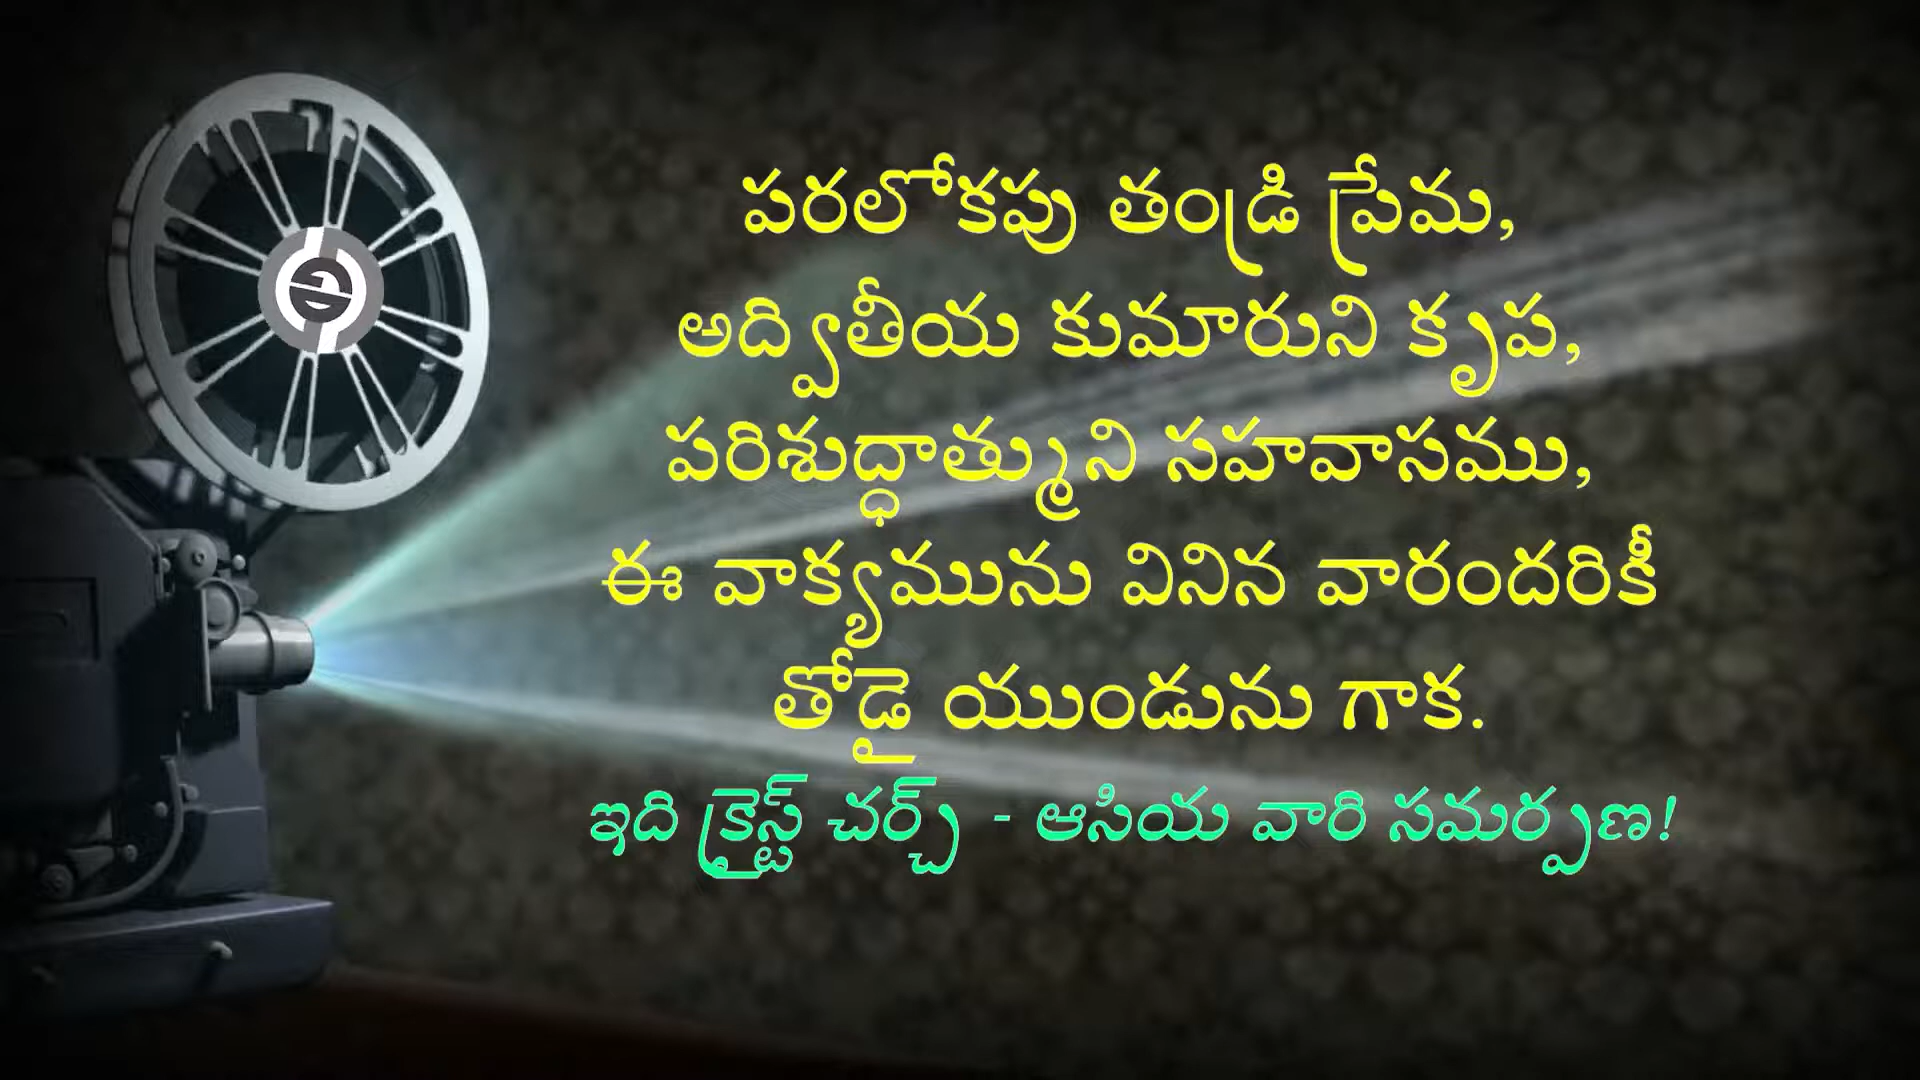 పరలోకపు తండ్రి ప్రేమ,
అద్వితీయ కుమారుని కృప,
పరిశుద్ధాత్ముని సహవాసము,
ఈ వాక్యమును వినిన వారందరికీ
తోడై యుండును గాక.
ఇది క్రైస్ట్ చర్చ్ - ఆసియ వారి సమర్పణ!